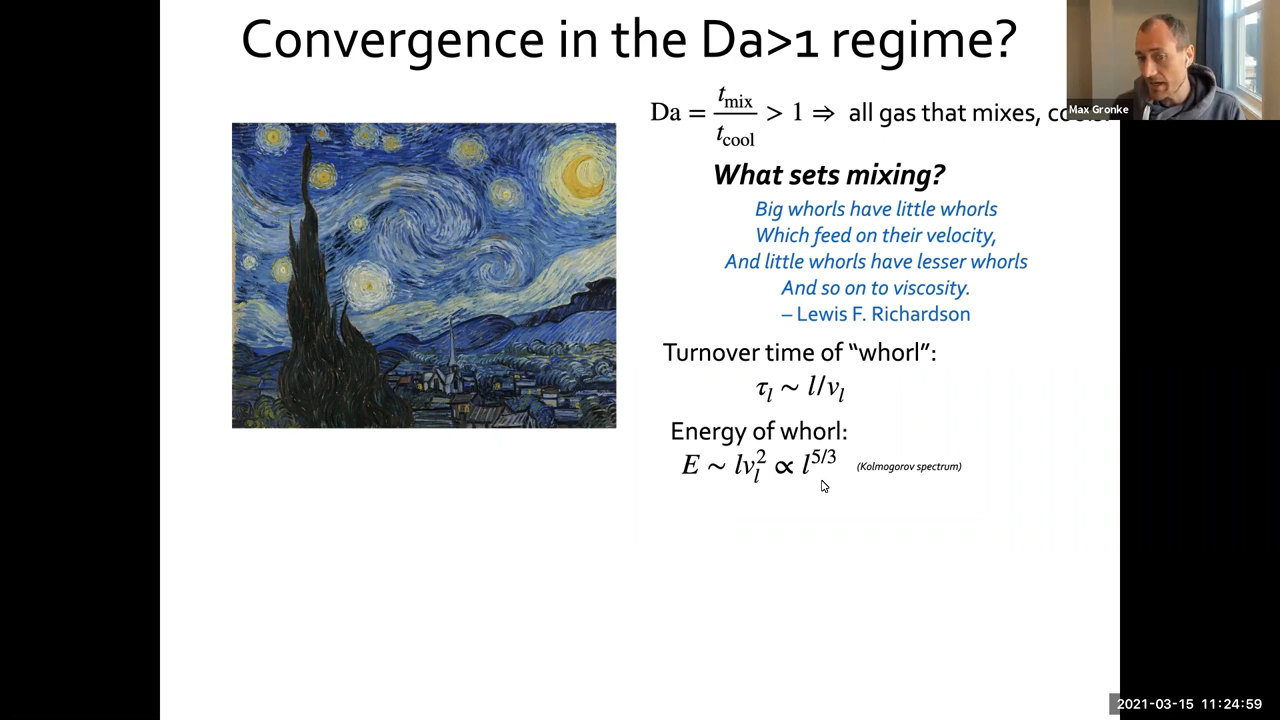 Convergence in the Da>1 regime?
Max Gronke
Da = t_mix / t_cool > 1 ⇒ all gas that mixes,
What sets mixing?
Big whorls have little whorls
Which feed on their velocity,
And little whorls have lesser whorls
And so on to viscosity.
– Lewis F. Richardson
Turnover time of “whorl”:
τ_l ~ l/v_l
Energy of whorl:
E ~ lv_l^2 ∝ l^5/3 (Kolmogorov spectrum)
2021-03-15 11:24:59